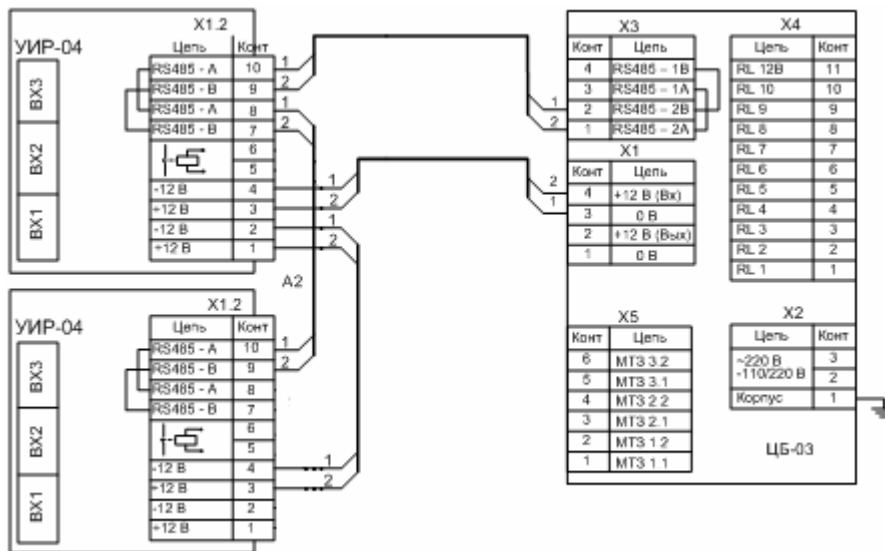 УИР-04
X1.2
ВХ3
ВХ2
ВХ1
Цепь Конт
RS485 - A 10 1
RS485 - B 9 2
RS485 - A 8 1
RS485 - B 7 2
6
5
-12 В 4 1
+12 В 3 2
-12 В 2 1
+12 В 1 2
A2
УИР-04
X1.2
ВХ3
ВХ2
ВХ1
Цепь Конт
RS485 - A 10 1
RS485 - B 9 2
RS485 - A 8
RS485 - B 7
6
5
-12 В 4 1
+12 В 3 2
-12 В 2
+12 В 1
X3
Конт Цепь
4 RS485 – 1B
3 RS485 – 1A
1 2 RS485 – 2B
2 1 RS485 – 2A
X1
Конт Цепь
2 4 +12 В (Вх)
1 3 0 В
2 +12 В (Вых)
1 0 В
X5
Конт Цепь
6 МТЗ 3.2
5 МТЗ 3.1
4 МТЗ 2.2
3 МТЗ 2.1
2 МТЗ 1.2
1 МТЗ 1.1
X4
Цепь Конт
RL 12В 11
RL 10 10
RL 9 9
RL 8 8
RL 7 7
RL 6 6
RL 5 5
RL 4 4
RL 3 3
RL 2 2
RL 1 1
X2
Цепь Конт
~220 В 3
-110/220 В 2
Корпус 1
ЦБ-03